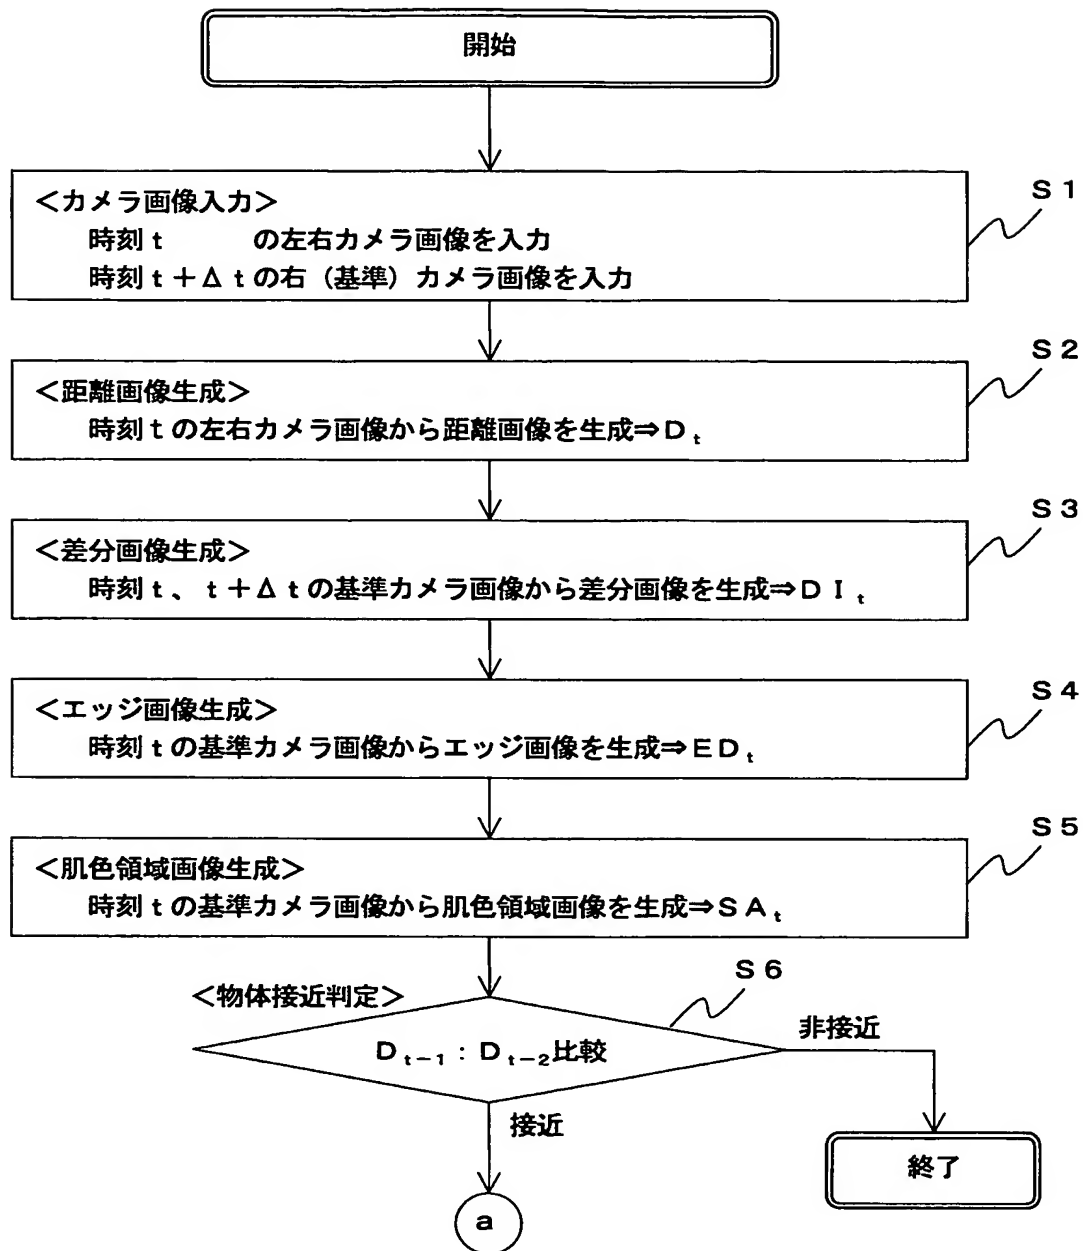 開始
S1
<カメラ画像入力>
時刻t　　　の左右カメラ画像を入力
時刻t+Δtの右(基準)カメラ画像を入力
S2
<距離画像生成>
時刻tの左右カメラ画像から距離画像を生成⇒Dt
S3
<差分画像生成>
時刻t、t+Δtの基準カメラ画像から差分画像を生成⇒DIt
S4
<エッジ画像生成>
時刻tの基準カメラ画像からエッジ画像を生成⇒EDt
S5
<肌色領域画像生成>
時刻tの基準カメラ画像から肌色領域画像を生成⇒SAt
S6
<物体接近判定>
Dt-1:Dt-2比較
非接近
接近
終了
a